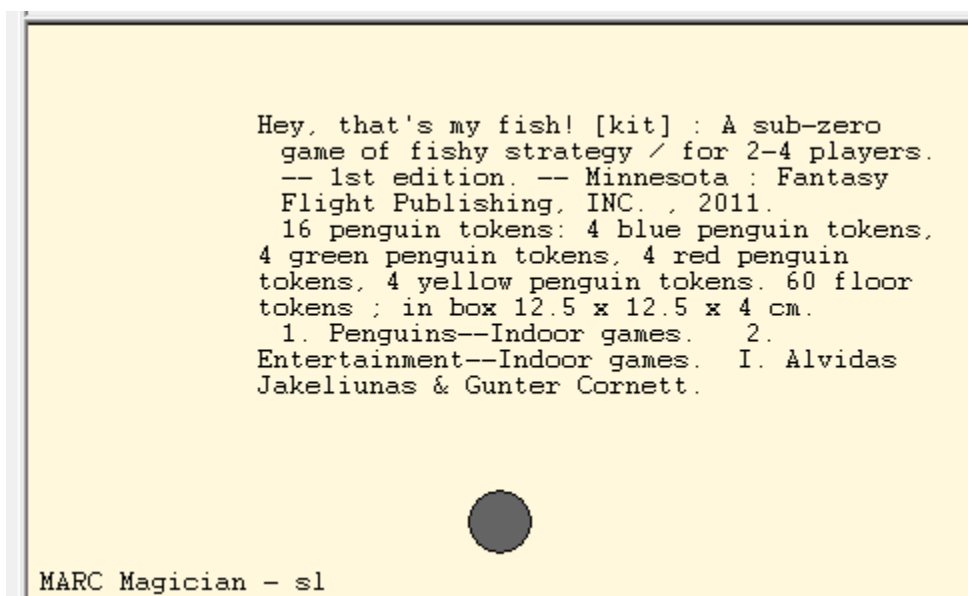 Hey, that's my fish! [kit] : A sub-zero
game of fishy strategy / for 2-4 players.
-- 1st edition. -- Minnesota : Fantasy
Flight Publishing, INC. , 2011.
16 penguin tokens: 4 blue penguin tokens,
4 green penguin tokens, 4 red penguin
tokens, 4 yellow penguin tokens. 60 floor
tokens ; in box 12.5 x 12.5 x 4 cm.
1. Penguins--Indoor games. 2.
Entertainment--Indoor games. I. Alvidas
Jakeliunas & Gunter Cornett.
MARC Magician - sl